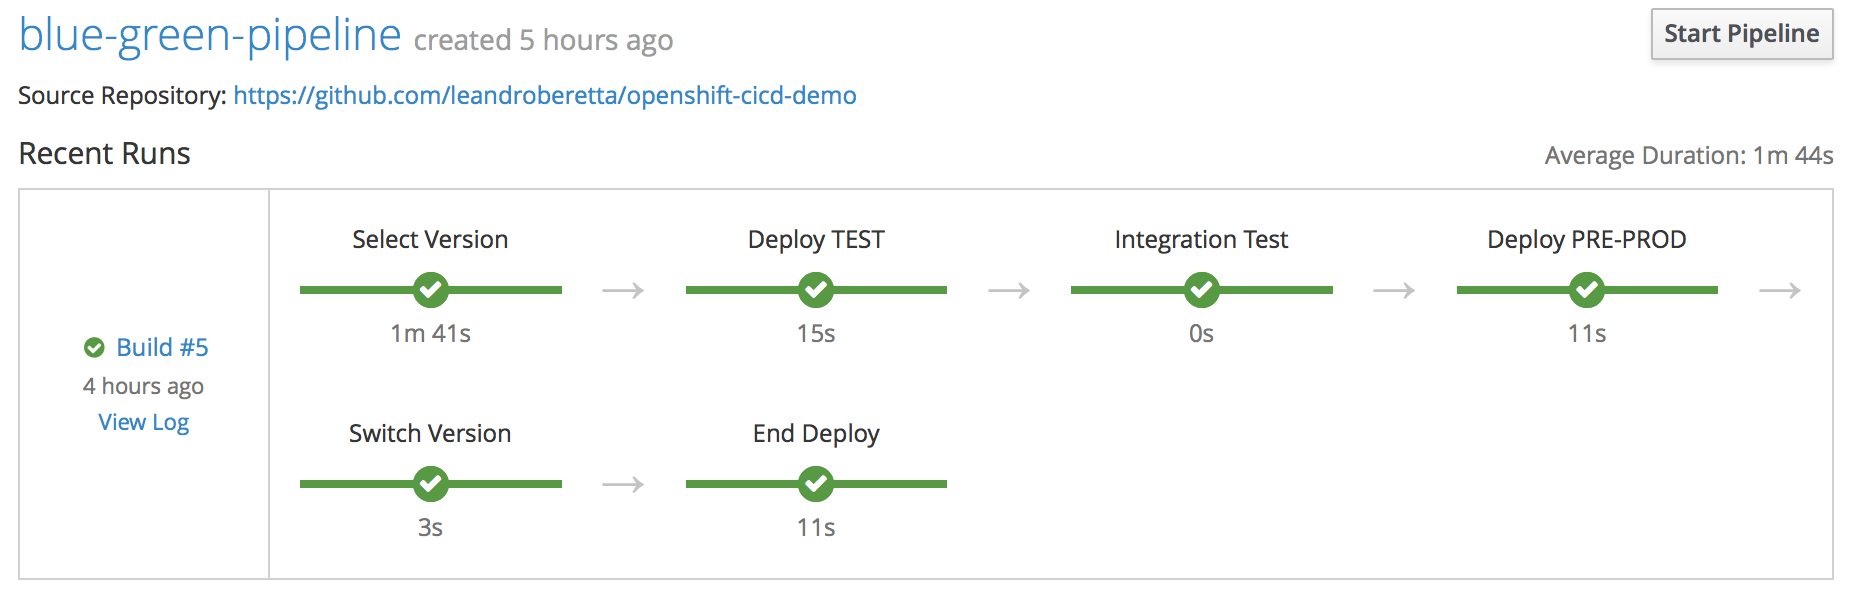 blue-green-pipeline created 5 hours ago
Start Pipeline
Source Repository: https://github.com/leandroberetta/openshift-cicd-demo
Recent Runs
Average Duration: 1m 44s
Build #5
4 hours ago
View Log
Select Version
1m 41s
Deploy TEST
15s
Integration Test
0s
Deploy PRE-PROD
11s
Switch Version
3s
End Deploy
11s